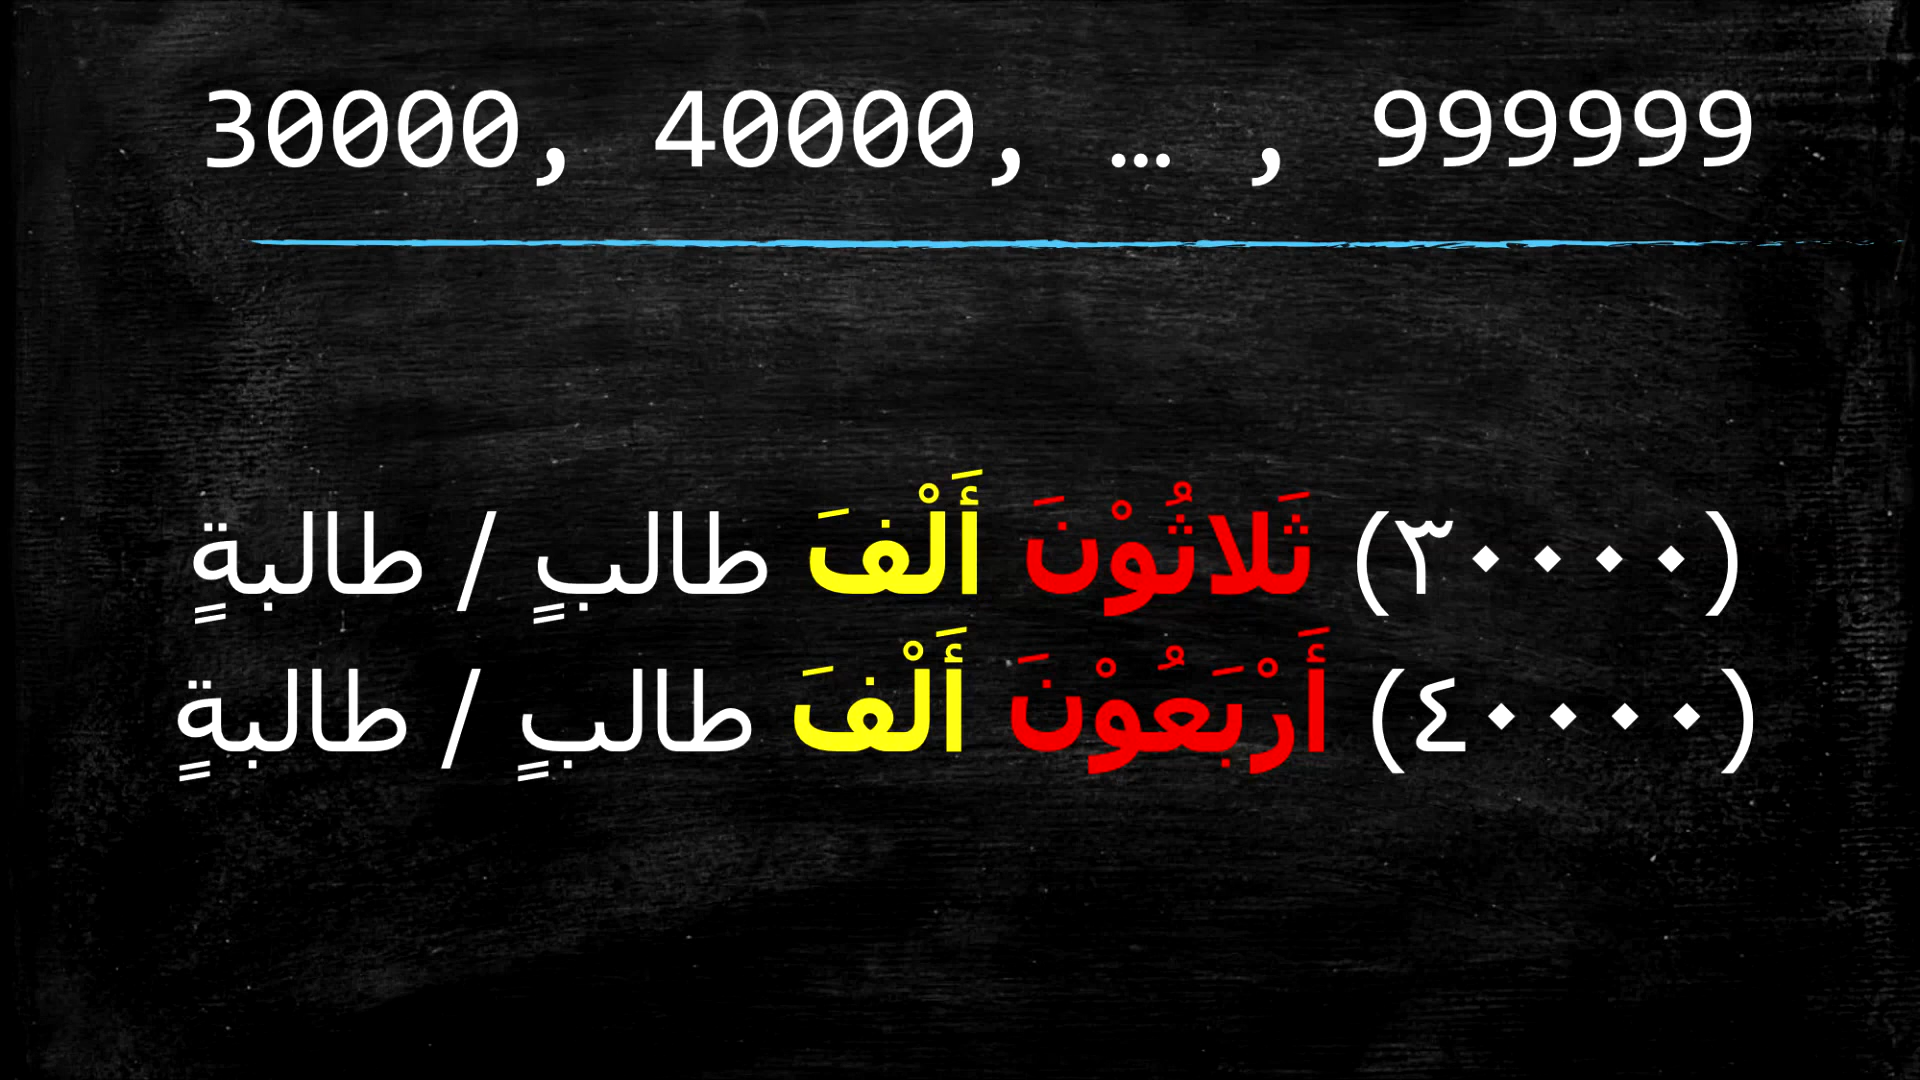 30000, 40000, … , 999999
(٣٠٠٠٠) ثَلاثُوْنَ أَلْفَ طالبٍ / طالبةٍ
(٤٠٠٠٠) أَرْبَعُوْنَ أَلْفَ طالبٍ / طالبةٍ